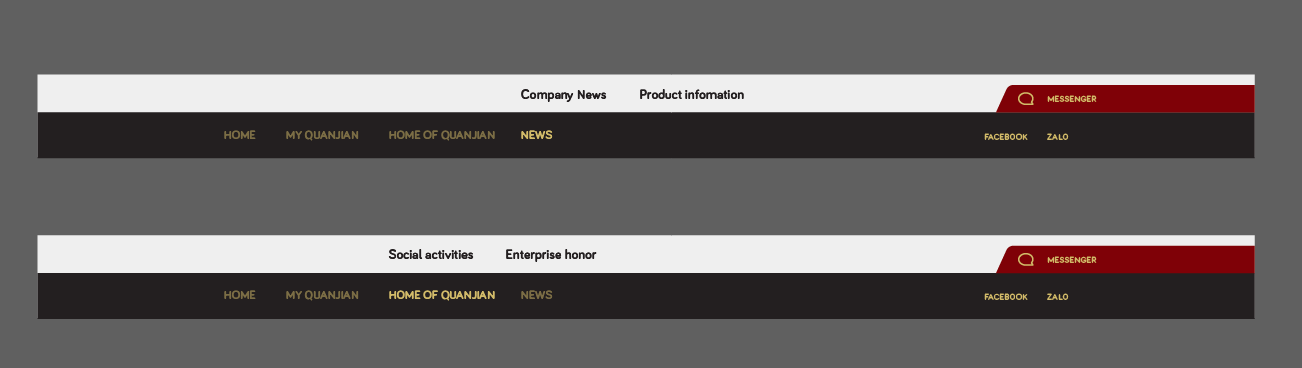 Company News Product infomation
MESSENGER
HOME MY QUANJIAN HOME OF QUANJIAN NEWS
FACEBOOK ZALO
Social activities Enterprise honor
MESSENGER
HOME MY QUANJIAN HOME OF QUANJIAN NEWS
FACEBOOK ZALO